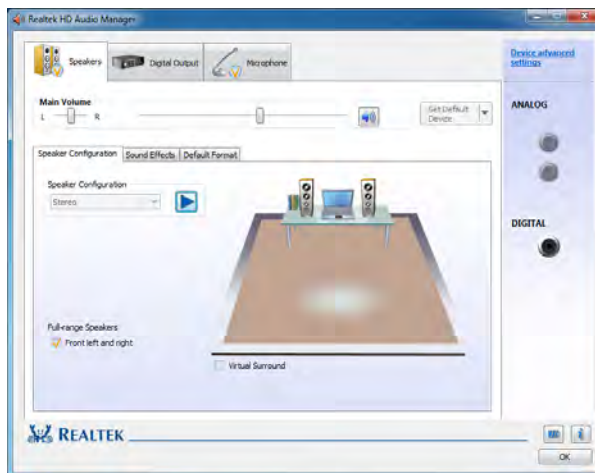 Realtek HD Audio Manager
Speakers
Digital Output
Microphone
Device advanced settings
Main Volume
L
R
Set Default Device
ANALOG
Speaker Configuration
Sound Effects
Default Format
Speaker Configuration
Stereo
DIGITAL
Full-range Speakers
Front left and right
Virtual Surround
REALTEK
OK